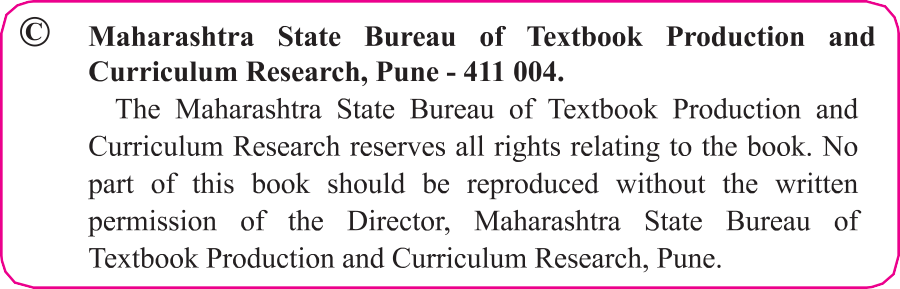 © Maharashtra State Bureau of Textbook Production and
Curriculum Research, Pune - 411 004.
The Maharashtra State Bureau of Textbook Production and
Curriculum Research reserves all rights relating to the book. No
part of this book should be reproduced without the written
permission of the Director, Maharashtra State Bureau of
Textbook Production and Curriculum Research, Pune.